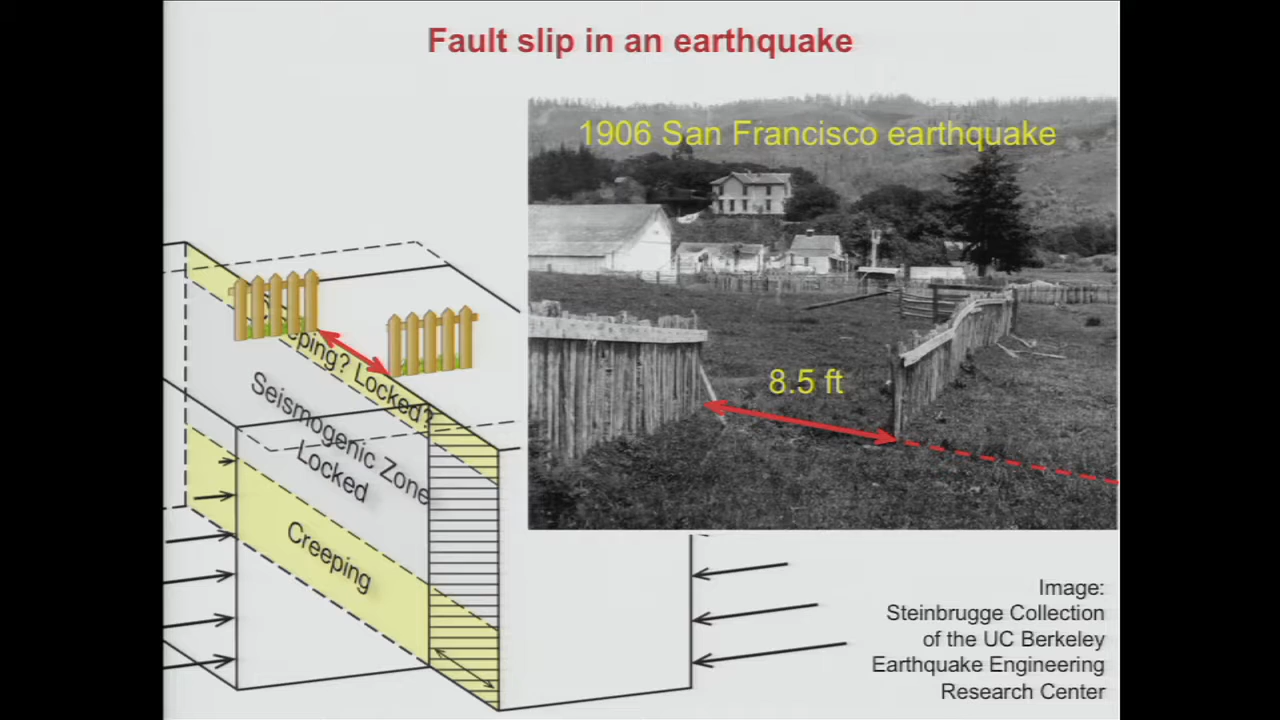 Fault slip in an earthquake
1906 San Francisco earthquake
8.5 ft
eping? Locked?
Seismogenic Zone
Locked
Creeping
Image:
Steinbrugge Collection
of the UC Berkeley
Earthquake Engineering
Research Center